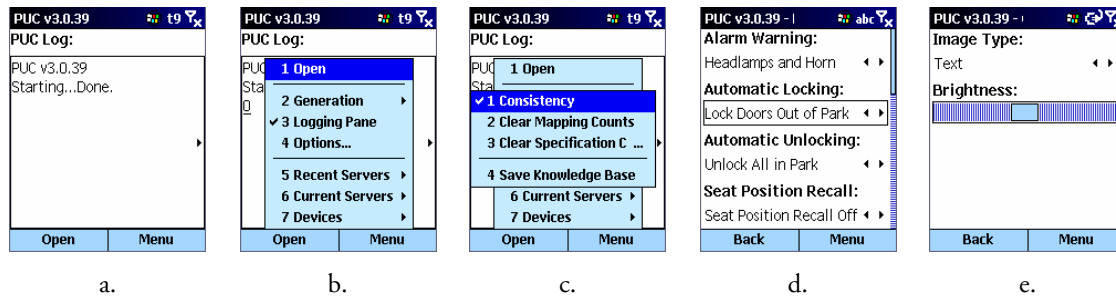 PUC v3.0.39 t9
PUC Log:
PUC v3.0.39
Starting...Done.
Open Menu
a.
PUC v3.0.39 t9
PUC Log:
PUC
Sta
0
1 Open
2 Generation
3 Logging Pane
4 Options...
5 Recent Servers
6 Current Servers
7 Devices
Open Menu
b.
PUC v3.0.39 t9
PUC Log:
PUC
Sta
1 Open
1 Consistency
2 Clear Mapping Counts
3 Clear Specification C ...
4 Save Knowledge Base
6 Current Servers
7 Devices
Open Menu
c.
PUC v3.0.39 - abc
Alarm Warning:
Headlamps and Horn
Automatic Locking:
Lock Doors Out of Park
Automatic Unlocking:
Unlock All in Park
Seat Position Recall:
Seat Position Recall Off
Back Menu
d.
PUC v3.0.39 -
Image Type:
Text
Brightness:
Back Menu
e.